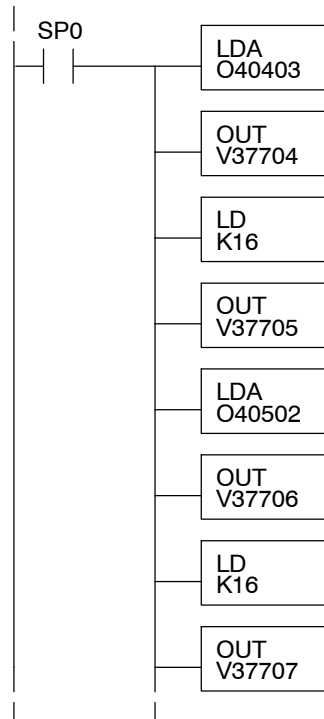 SP0
LDA
O40403
OUT
V37704
LD
K16
OUT
V37705
LDA
O40502
OUT
V37706
LD
K16
OUT
V37707